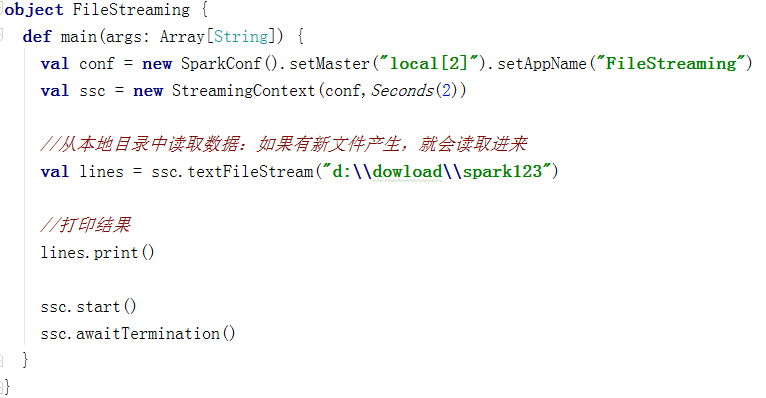 object FileStreaming {
def main(args: Array[String]) {
val conf = new SparkConf().setMaster("local[2]").setAppName("FileStreaming")
val ssc = new StreamingContext(conf,Seconds(2))
//从本地目录中读取数据：如果有新文件产生，就会读取进来
val lines = ssc.textFileStream("d:\\dowload\\spark123")
//打印结果
lines.print()
ssc.start()
ssc.awaitTermination()
}
}